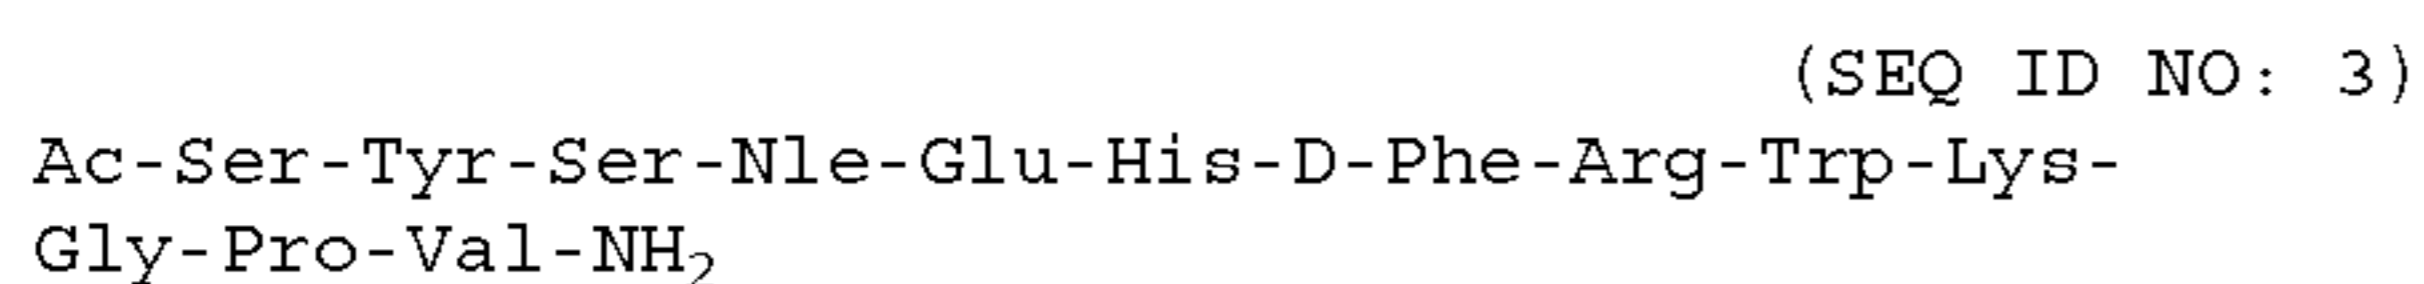 (SEQ ID NO: 3)
Ac-Ser-Tyr-Ser-Nle-Glu-His-D-Phe-Arg-Trp-Lys-
Gly-Pro-Val-NH₂